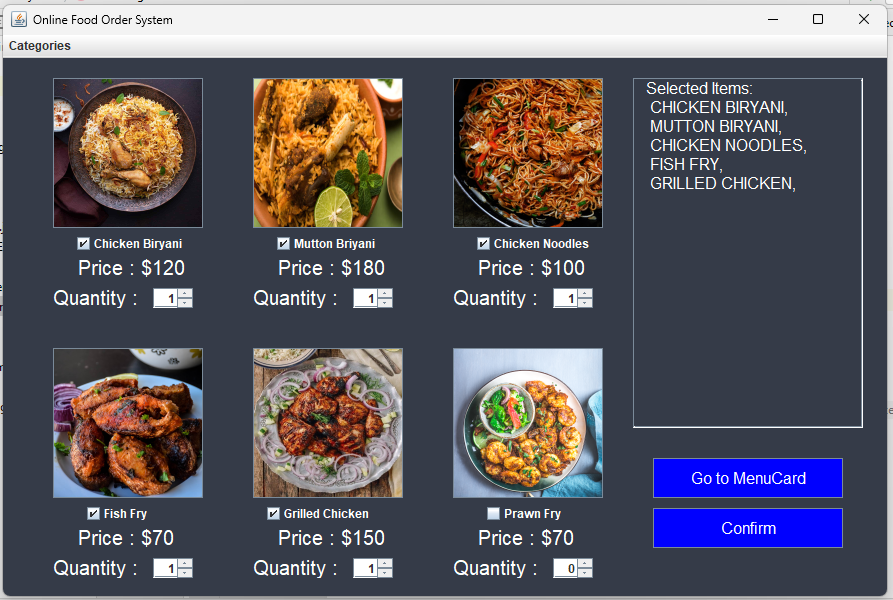 Online Food Order System
Categories
Chicken Biryani
Price : $120
Quantity : 1
Mutton Briyani
Price : $180
Quantity : 1
Chicken Noodles
Price : $100
Quantity : 1
Fish Fry
Price : $70
Quantity : 1
Grilled Chicken
Price : $150
Quantity : 1
Prawn Fry
Price : $70
Quantity : 0
Selected Items:
CHICKEN BIRYANI,
MUTTON BIRYANI,
CHICKEN NOODLES,
FISH FRY,
GRILLED CHICKEN,
Go to MenuCard
Confirm